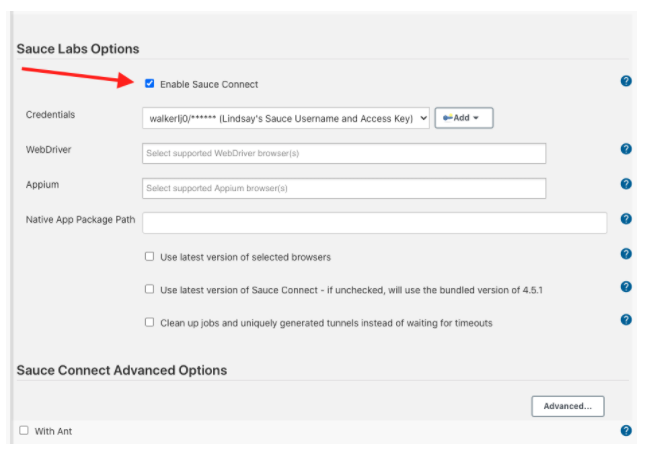 Sauce Labs Options
Enable Sauce Connect
Credentials
walkerlj0/****** (Lindsay's Sauce Username and Access Key)
Add
WebDriver
Select supported WebDriver browser(s)
Appium
Select supported Appium browser(s)
Native App Package Path
Use latest version of selected browsers
Use latest version of Sauce Connect - if unchecked, will use the bundled version of 4.5.1
Clean up jobs and uniquely generated tunnels instead of waiting for timeouts
Sauce Connect Advanced Options
Advanced...
With Ant